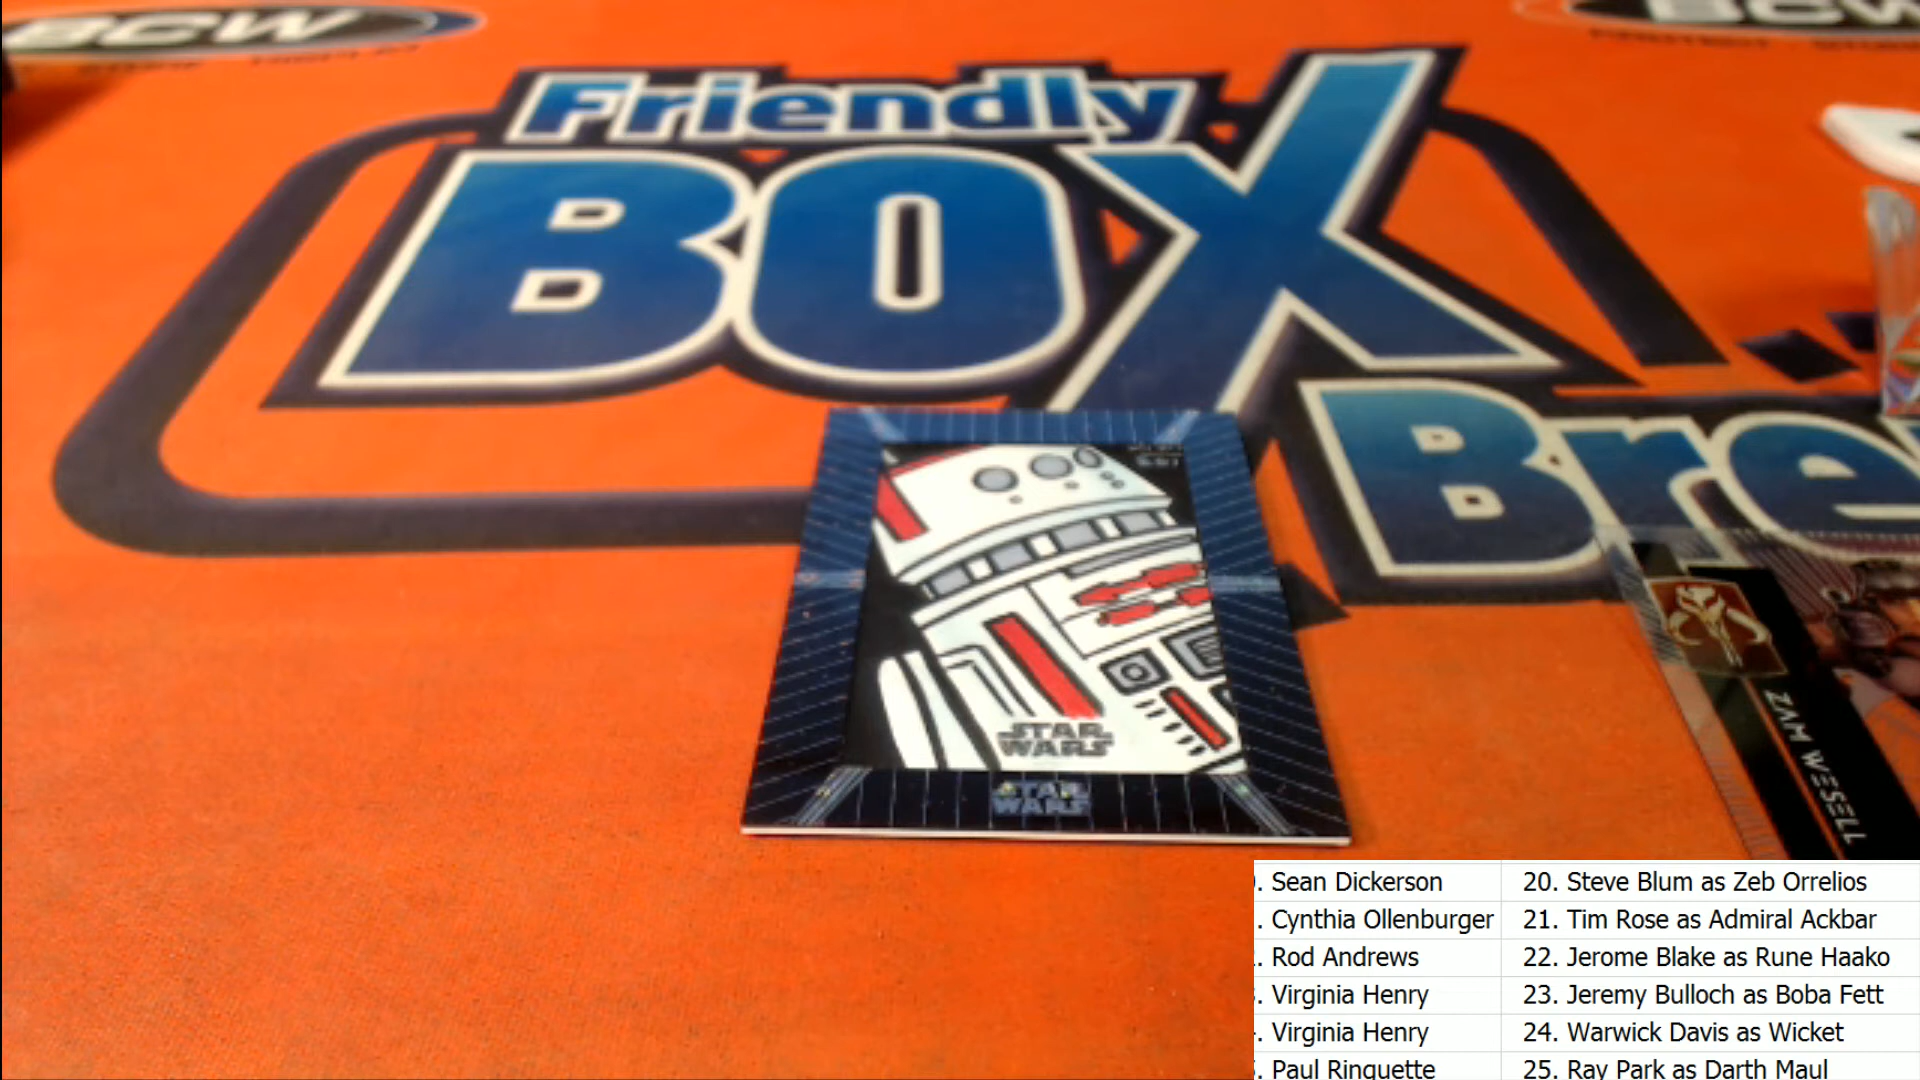 BCW
BCW
Friendly
BOX
Bre
STAR
WARS
STAR
WARS
ZAM WESELL
. Sean Dickerson 20. Steve Blum as Zeb Orrelios
. Cynthia Ollenburger 21. Tim Rose as Admiral Ackbar
. Rod Andrews 22. Jerome Blake as Rune Haako
. Virginia Henry 23. Jeremy Bulloch as Boba Fett
. Virginia Henry 24. Warwick Davis as Wicket
. Paul Ringuette 25. Ray Park as Darth Maul